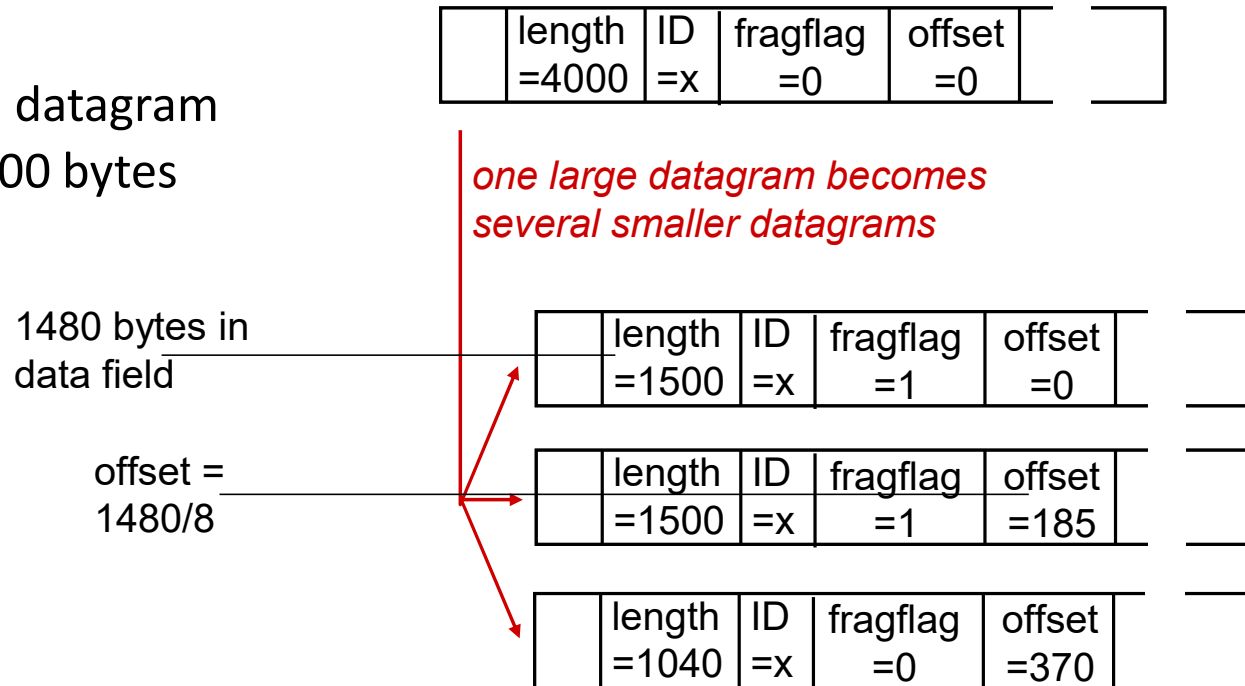 length ID fragflag offset
=4000 =x =0 =0
datagram
00 bytes
one large datagram becomes
several smaller datagrams
1480 bytes in
data field
length ID fragflag offset
=1500 =x =1 =0
offset =
1480/8
length ID fragflag offset
=1500 =x =1 =185
length ID fragflag offset
=1040 =x =0 =370